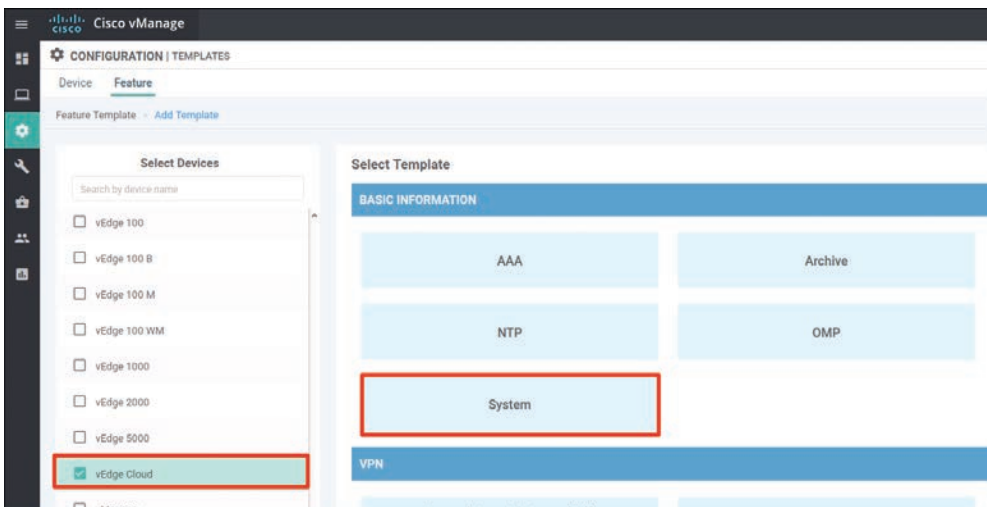 cisco Cisco vManage
CONFIGURATION | TEMPLATES
Device Feature
Feature Template Add Template
Select Devices
Search by device name
vEdge 100
vEdge 100 B
vEdge 100 M
vEdge 100 WM
vEdge 1000
vEdge 2000
vEdge 5000
vEdge Cloud
Select Template
BASIC INFORMATION
AAA
Archive
NTP
OMP
System
VPN